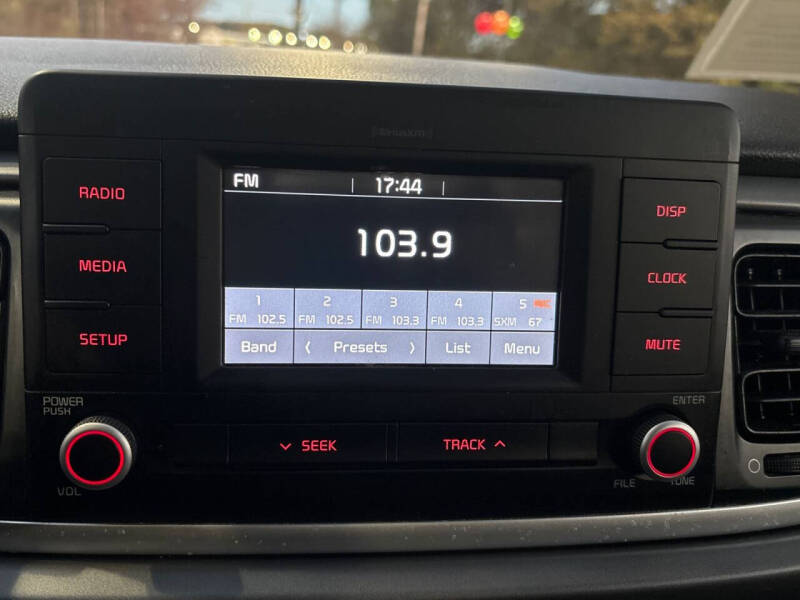 SiriusXM
RADIO
MEDIA
SETUP
FM 17:44
103.9
1 2 3 4 5
FM 102.5 FM 102.5 FM 103.3 FM 103.3 SXM 67
Band < Presets > List Menu
DISP
CLOCK
MUTE
POWER
PUSH
VOL
SEEK
TRACK
ENTER
FILE TUNE